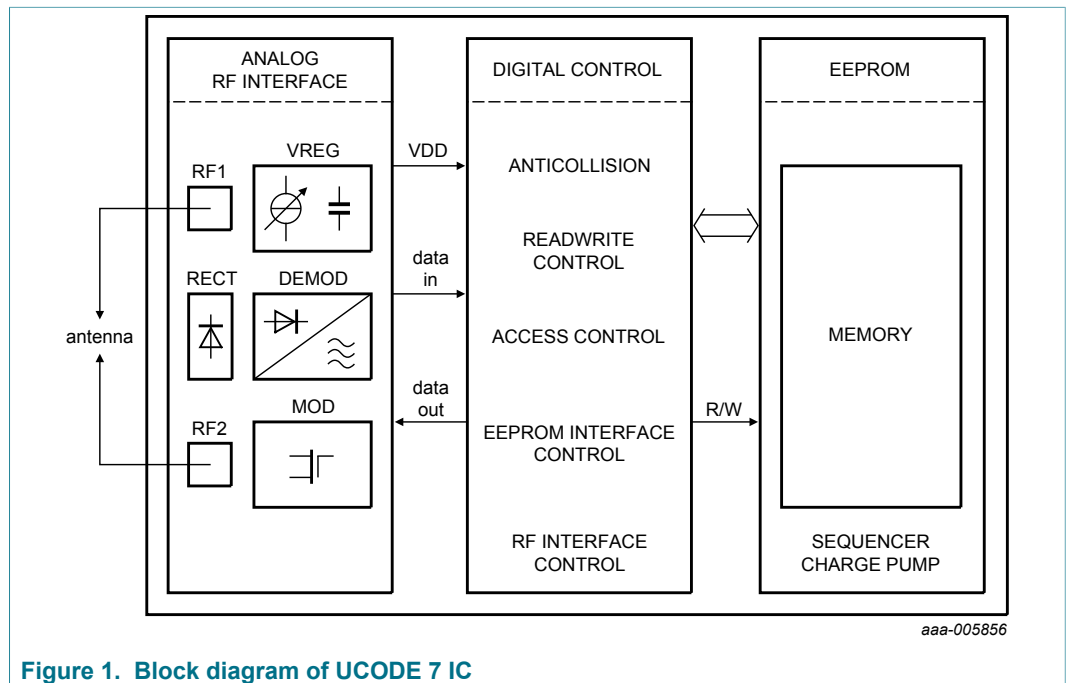 ANALOG
RF INTERFACE
RF1
VREG
RECT
DEMOD
antenna
RF2
MOD
VDD
data
in
data
out
DIGITAL CONTROL
ANTICOLLISION
READWRITE
CONTROL
ACCESS CONTROL
EEPROM INTERFACE
CONTROL
RF INTERFACE
CONTROL
R/W
EEPROM
MEMORY
SEQUENCER
CHARGE PUMP
aaa-005856
Figure 1. Block diagram of UCODE 7 IC